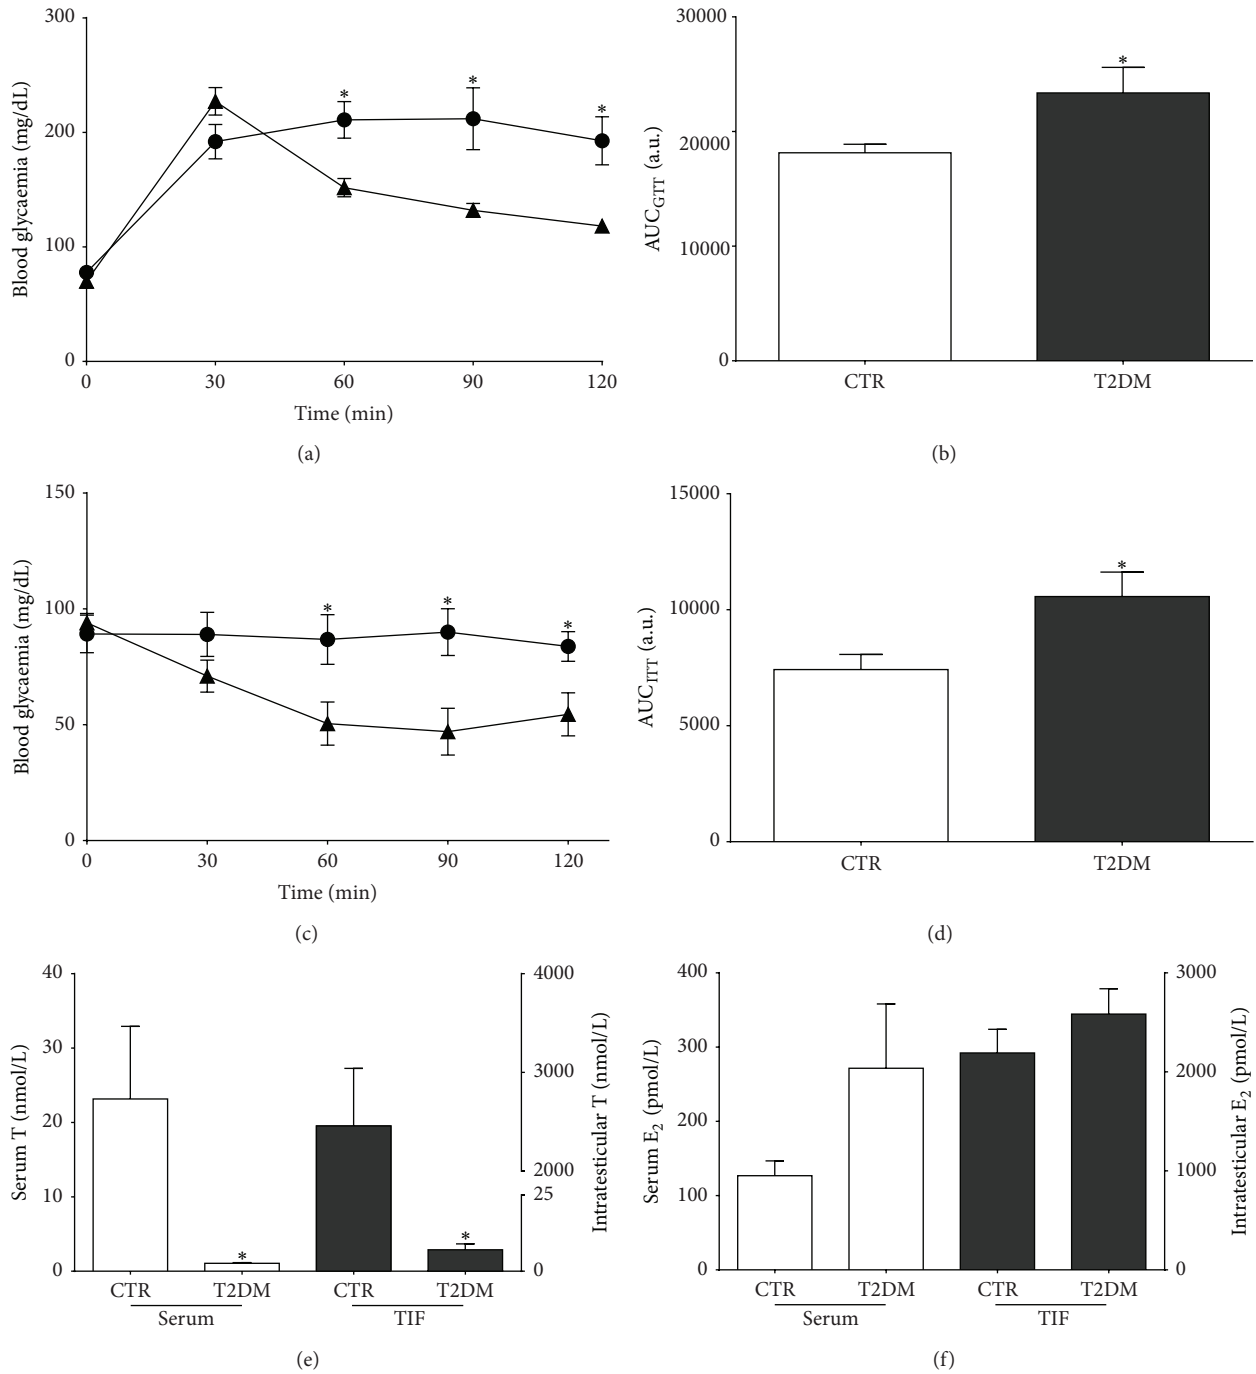 300
200
100
0
Blood glycaemia (mg/dL)
* * *
0 30 60 90 120
Time (min)
(a)
30000
20000
10000
0
AUC_GTT (a.u.)
*
CTR T2DM
(b)
150
100
50
0
Blood glycaemia (mg/dL)
* * *
0 30 60 90 120
Time (min)
(c)
15000
10000
5000
0
AUC_ITT (a.u.)
*
CTR T2DM
(d)
40
30
20
10
0
Serum T (nmol/L)
* *
4000
3000
2000
25
0
Intratesticular T (nmol/L)
CTR T2DM CTR T2DM
Serum TIF
(e)
400
300
200
100
0
Serum E₂ (pmol/L)
3000
2000
1000
0
Intratesticular E₂ (pmol/L)
CTR T2DM CTR T2DM
Serum TIF
(f)